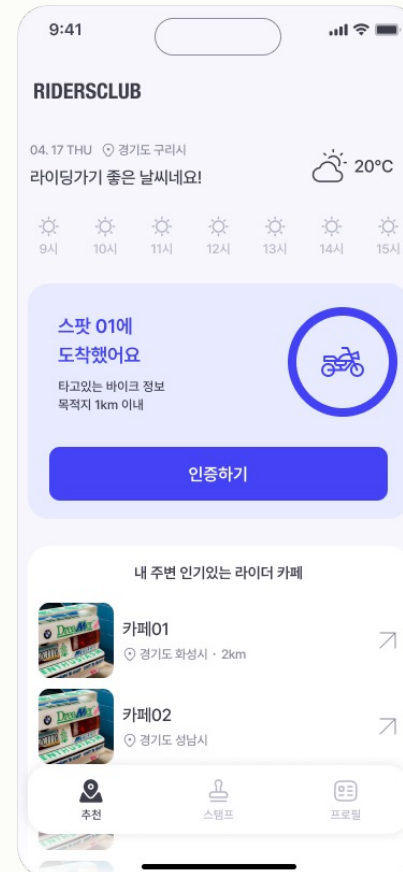 9:41
RIDERSCLUB
04. 17 THU 경기도 구리시
라이딩가기 좋은 날씨네요!
20°C
9시 10시 11시 12시 13시 14시 15시
스팟 01에
도착했어요
타고있는 바이크 정보
목적지 1km 이내
인증하기
내 주변 인기있는 라이더 카페
카페01
경기도 화성시 · 2km
카페02
경기도 성남시
추천 스탬프 프로필